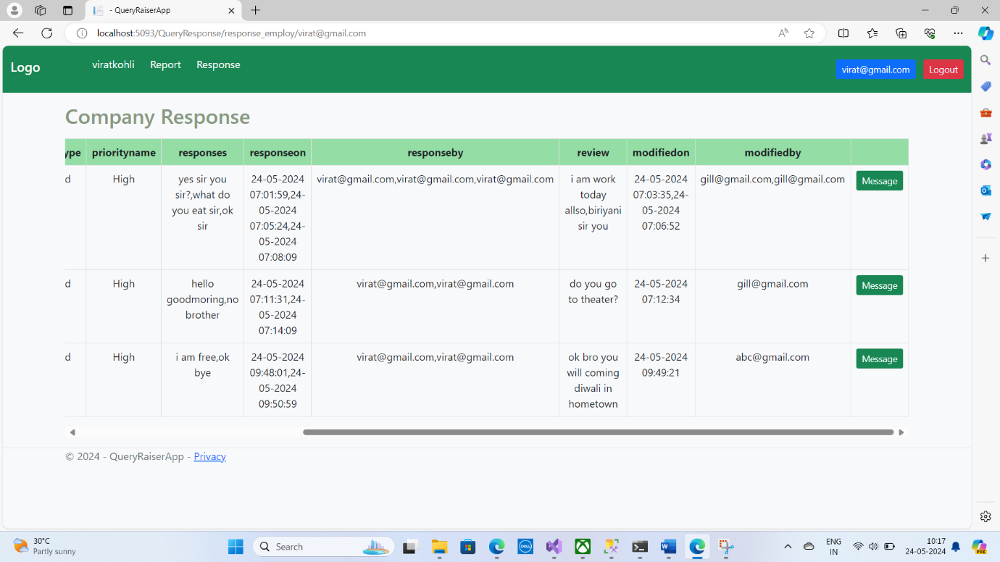 - QueryRaiserApp
localhost:5093/QueryResponse/response_employ/virat@gmail.com
Logo
viratkohli
Report
Response
virat@gmail.com
Logout
Company Response
ype priorityname responses responseon responseby review modifiedon modifiedby
d
High
yes sir you
sir?,what do
you eat sir,ok
sir
24-05-2024
07:01:59,24-
05-2024
07:05:24,24-
05-2024
07:08:09
virat@gmail.com,virat@gmail.com,virat@gmail.com
i am work
today
allso,biriyani
sir you
24-05-2024
07:03:35,24-
05-2024
07:06:52
gill@gmail.com,gill@gmail.com
Message
d
High
hello
goodmoring,no
brother
24-05-2024
07:11:31,24-
05-2024
07:14:09
virat@gmail.com,virat@gmail.com
do you go
to theater?
24-05-2024
07:12:34
gill@gmail.com
Message
d
High
i am free,ok
bye
24-05-2024
09:48:01,24-
05-2024
09:50:59
virat@gmail.com,virat@gmail.com
ok bro you
will coming
diwali in
hometown
24-05-2024
09:49:21
abc@gmail.com
Message
© 2024 - QueryRaiserApp - Privacy
30°C
Partly sunny
Search
DELL
ENG
IN
10:17
24-05-2024
PRE